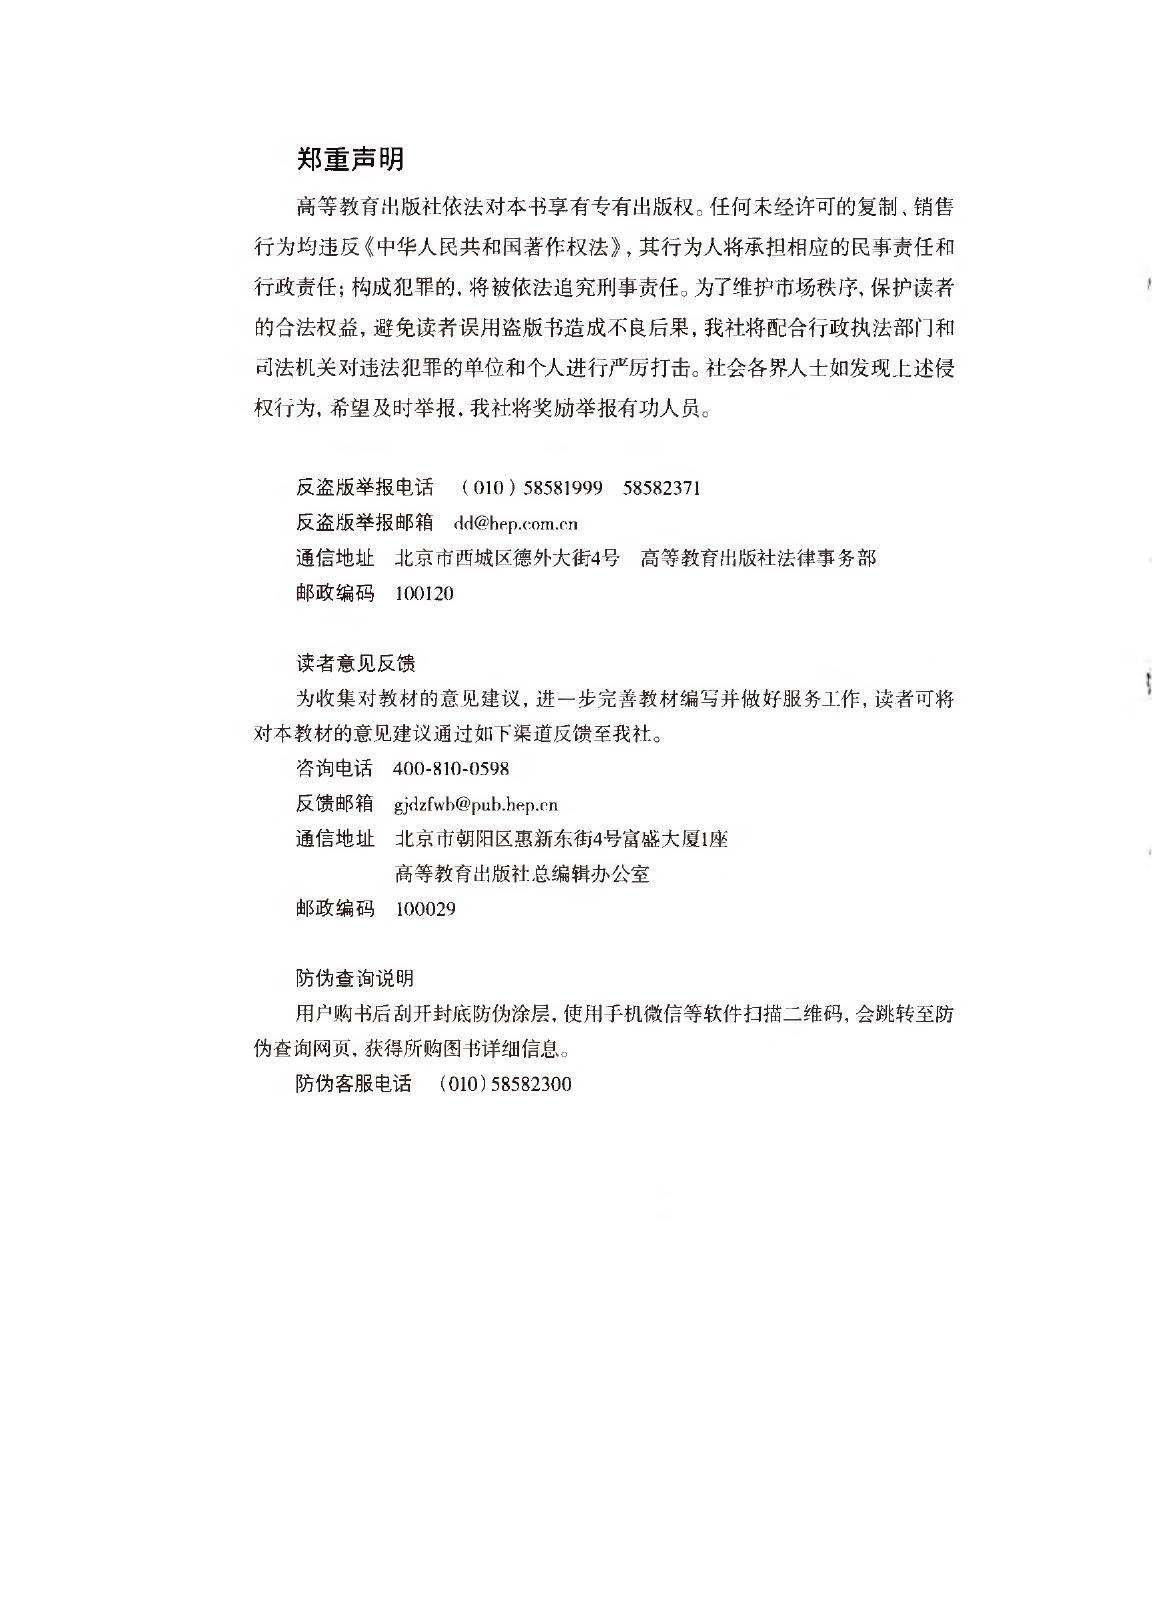 郑重声明
高等教育出版社依法对本书享有专有出版权。任何未经许可的复制、销售
行为均违反《中华人民共和国著作权法》，其行为人将承担相应的民事责任和
行政责任；构成犯罪的，将被依法追究刑事责任。为了维护市场秩序，保护读者
的合法权益，避免读者误用盗版书造成不良后果，我社将配合行政执法部门和
司法机关对违法犯罪的单位和个人进行严厉打击。社会各界人士如发现上述侵
权行为，希望及时举报，我社将奖励举报有功人员。
反盗版举报电话　（010）58581999　58582371
反盗版举报邮箱　dd@hep.com.cn
通信地址　北京市西城区德外大街4号　高等教育出版社法律事务部
邮政编码　100120
读者意见反馈
为收集对教材的意见建议，进一步完善教材编写并做好服务工作，读者可将
对本教材的意见建议通过如下渠道反馈至我社。
咨询电话　400-810-0598
反馈邮箱　gjdzfwb@pub.hep.cn
通信地址　北京市朝阳区惠新东街4号富盛大厦1座
高等教育出版社总编辑办公室
邮政编码　100029
防伪查询说明
用户购书后刮开封底防伪涂层，使用手机微信等软件扫描二维码，会跳转至防
伪查询网页，获得所购图书详细信息。
防伪客服电话　（010）58582300